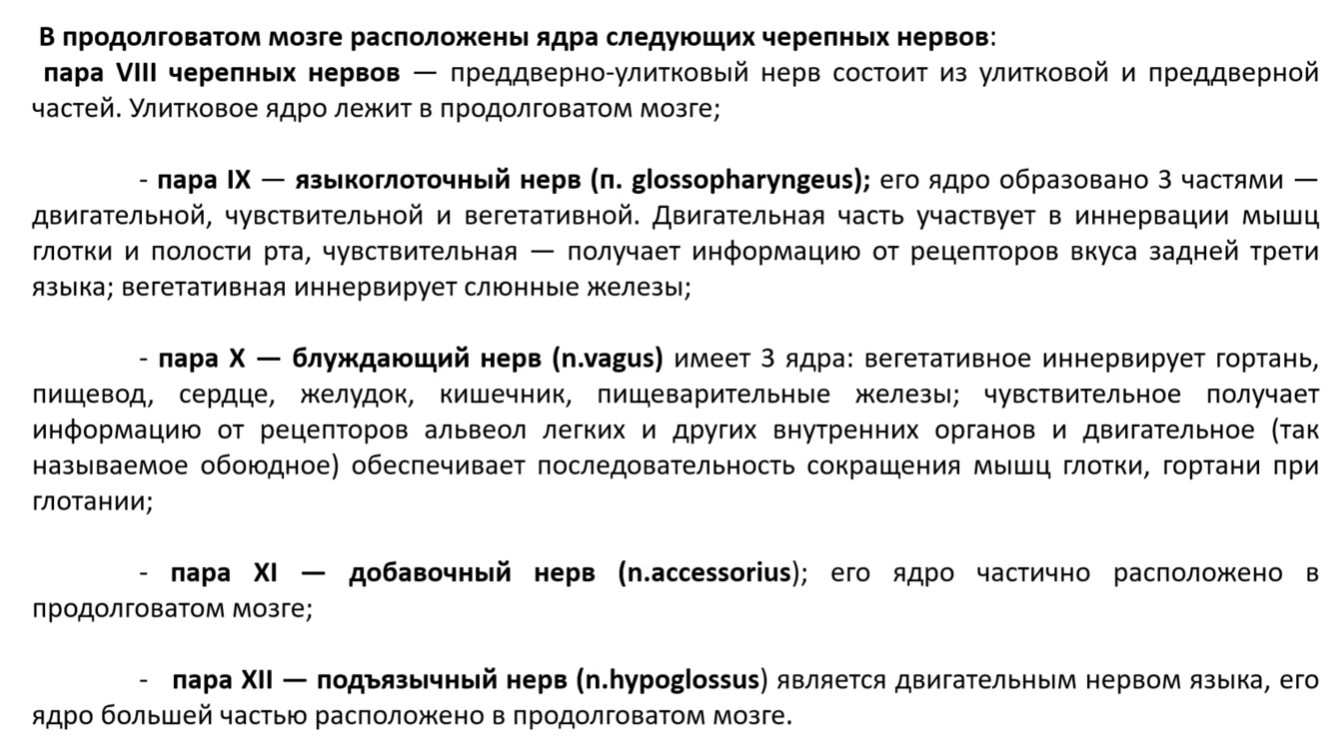 В продолговатом мозге расположены ядра следующих черепных нервов:
пара VIII черепных нервов — преддверно-улитковый нерв состоит из улитковой и преддверной
частей. Улитковое ядро лежит в продолговатом мозге;
- пара IX — языкоглоточный нерв (п. glossopharyngeus); его ядро образовано 3 частями —
двигательной, чувствительной и вегетативной. Двигательная часть участвует в иннервации мышц
глотки и полости рта, чувствительная — получает информацию от рецепторов вкуса задней трети
языка; вегетативная иннервирует слюнные железы;
- пара X — блуждающий нерв (n.vagus) имеет 3 ядра: вегетативное иннервирует гортань,
пищевод, сердце, желудок, кишечник, пищеварительные железы; чувствительное получает
информацию от рецепторов альвеол легких и других внутренних органов и двигательное (так
называемое обоюдное) обеспечивает последовательность сокращения мышц глотки, гортани при
глотании;
- пара XI — добавочный нерв (n.accessorius); его ядро частично расположено в
продолговатом мозге;
- пара XII — подъязычный нерв (n.hypoglossus) является двигательным нервом языка, его
ядро большей частью расположено в продолговатом мозге.